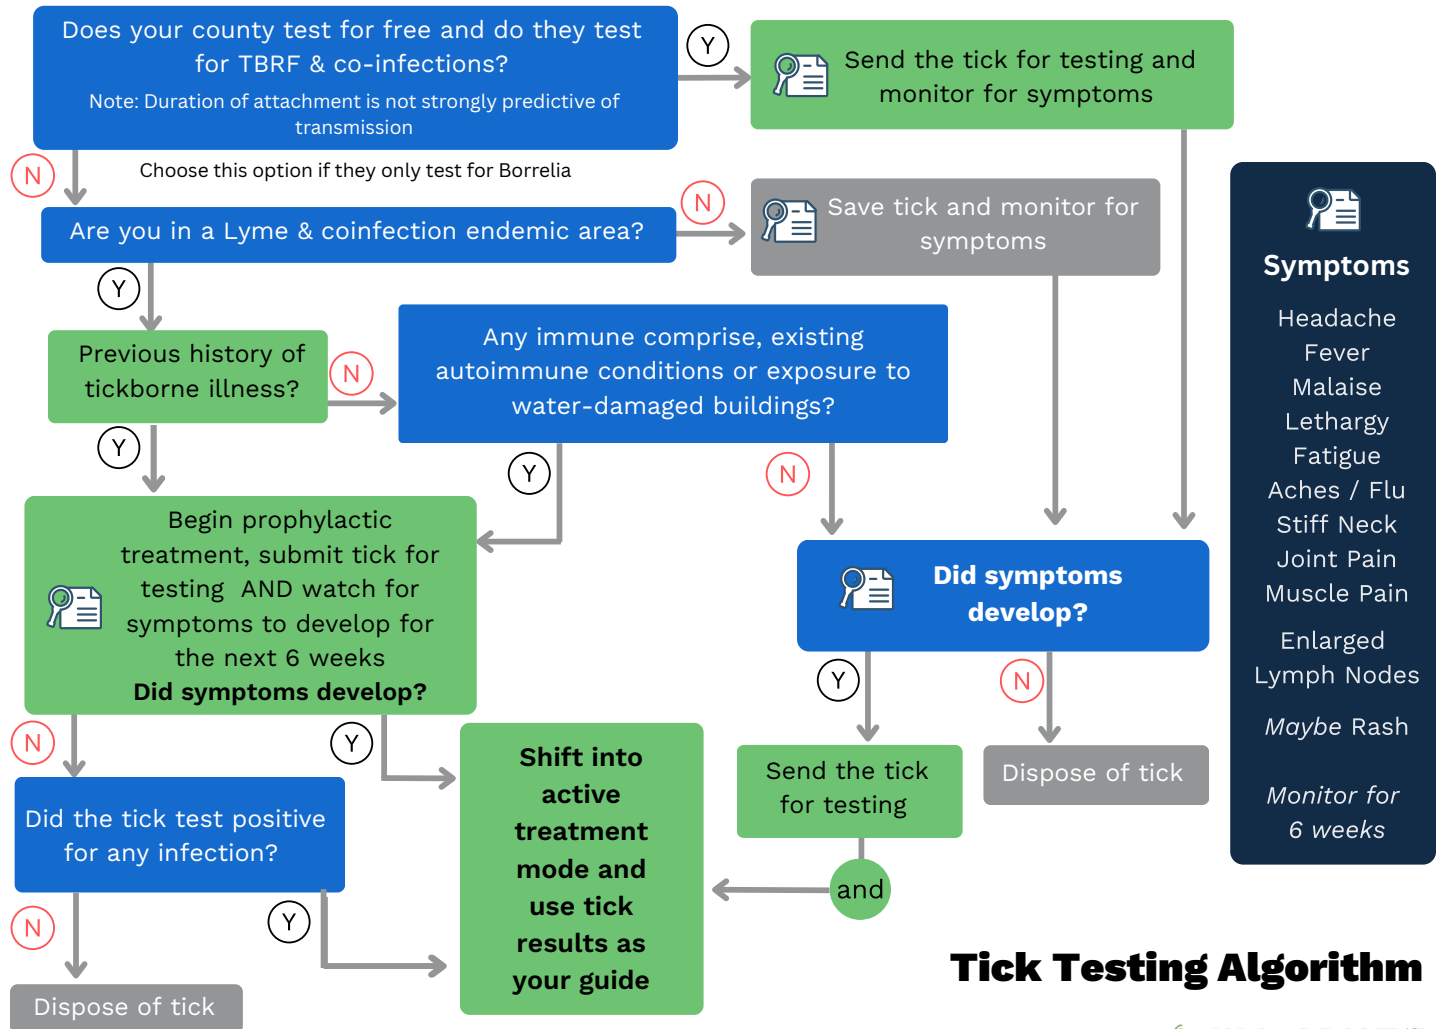 Does your county test for free and do they test
for TBRF & co-infections?
Note: Duration of attachment is not strongly predictive of
transmission
Y
Send the tick for testing and
monitor for symptoms
N
Choose this option if they only test for Borrelia
Are you in a Lyme & coinfection endemic area?
N
Save tick and monitor for
symptoms
Y
Previous history of
tickborne illness?
N
Any immune comprise, existing
autoimmune conditions or exposure to
water-damaged buildings?
Y
Y
N
Begin prophylactic
treatment, submit tick for
testing AND watch for
symptoms to develop for
the next 6 weeks
Did symptoms develop?
Did symptoms
develop?
N
Y
Y
N
Did the tick test positive
for any infection?
Shift into
active
treatment
mode and
use tick
results as
your guide
Send the tick
for testing
and
Dispose of tick
N
Y
Dispose of tick
Symptoms
Headache
Fever
Malaise
Lethargy
Fatigue
Aches / Flu
Stiff Neck
Joint Pain
Muscle Pain
Enlarged
Lymph Nodes
Maybe Rash
Monitor for
6 weeks
Tick Testing Algorithm